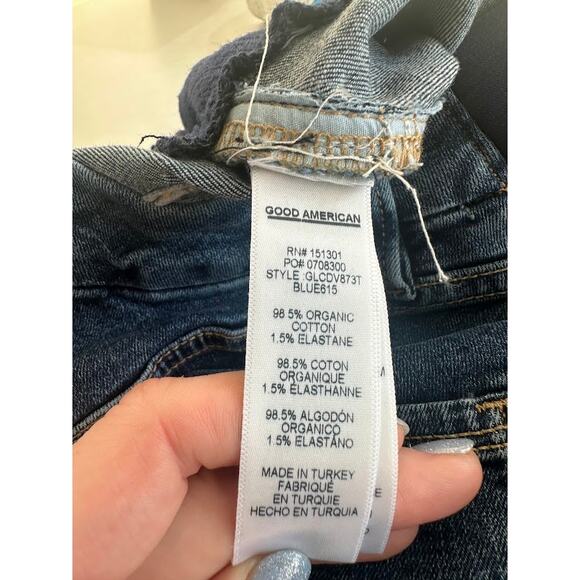 GOOD AMERICAN
RN# 151301
PO# 0708300
STYLE :GLCDV873T
BLUE615
98.5% ORGANIC
COTTON
1.5% ELASTANE
98.5% COTON
ORGANIQUE
1.5% ÉLASTHANNE
98.5% ALGODÓN
ORGÁNICO
1.5% ELASTANO
MADE IN TURKEY
FABRIQUÉ
EN TURQUIE
HECHO EN TURQUIA